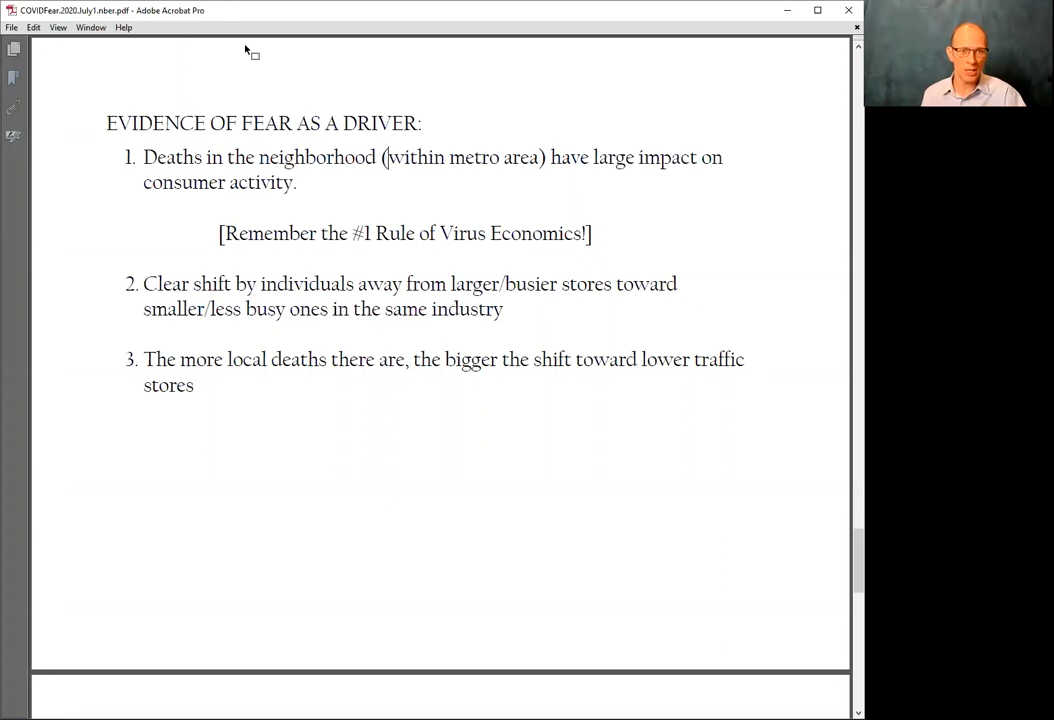 COVIDFear.2020.July1.nber.pdf - Adobe Acrobat Pro
File Edit View Window Help
EVIDENCE OF FEAR AS A DRIVER:
1. Deaths in the neighborhood (within metro area) have large impact on
consumer activity.
[Remember the #1 Rule of Virus Economics!]
2. Clear shift by individuals away from larger/busier stores toward
smaller/less busy ones in the same industry
3. The more local deaths there are, the bigger the shift toward lower traffic
stores